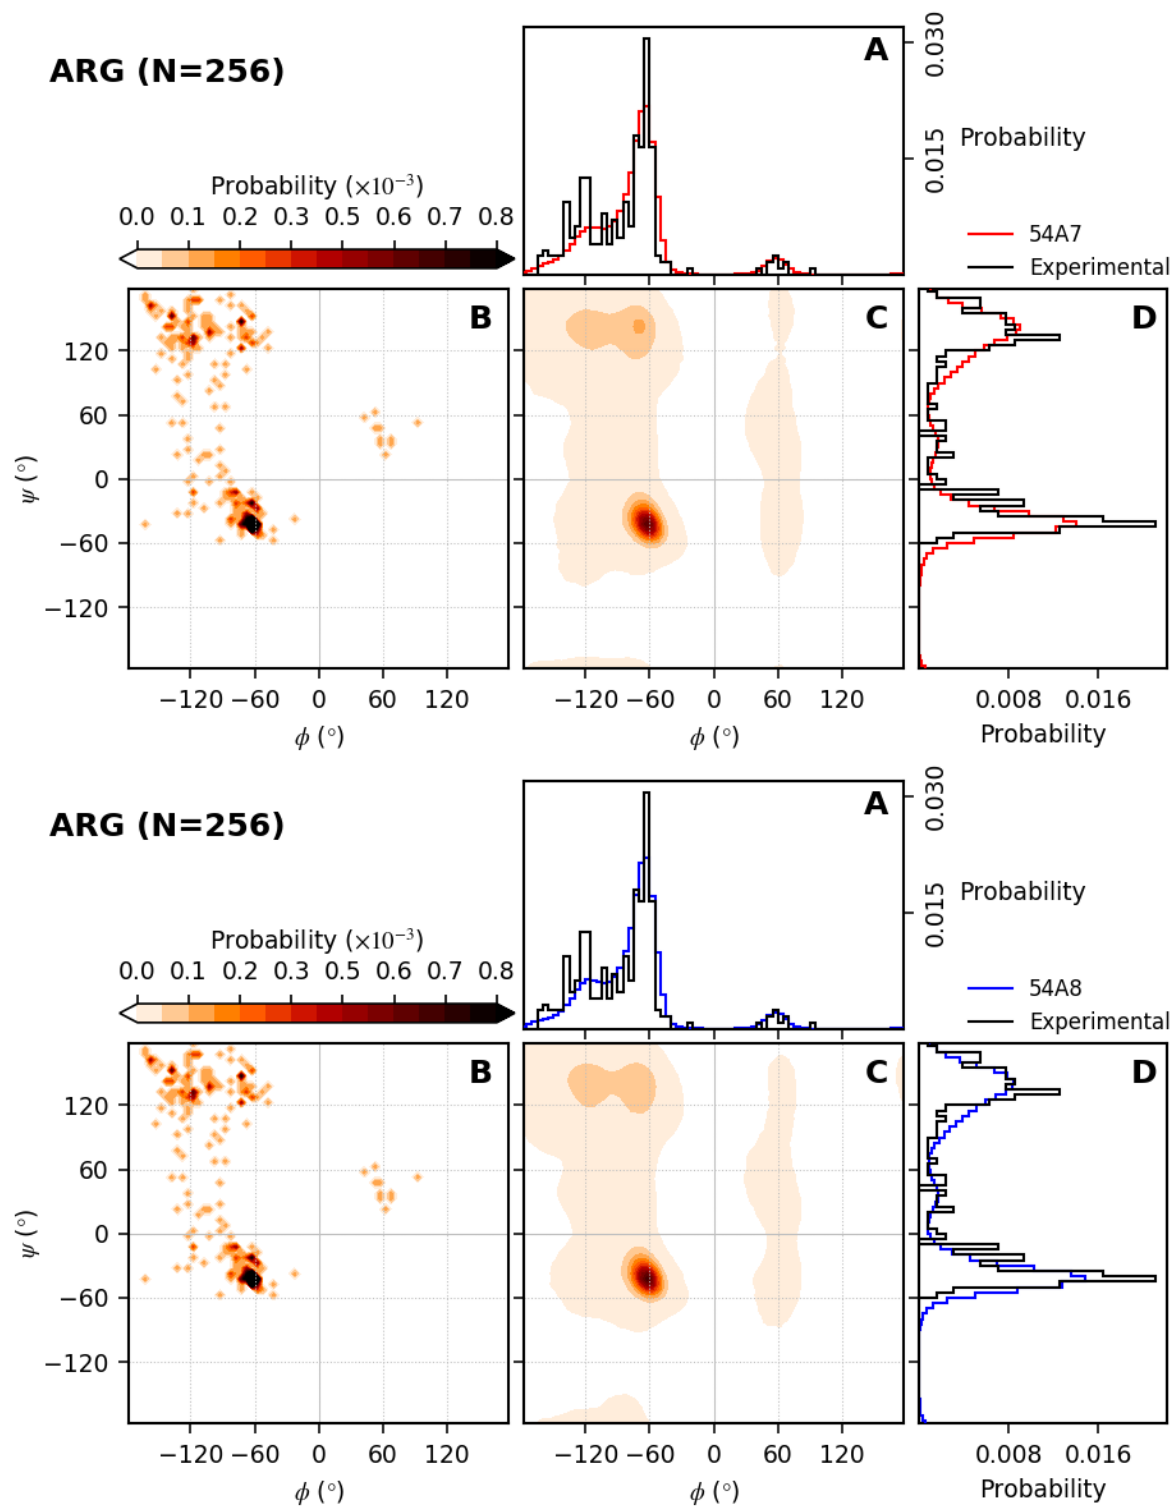 A
0.030
ARG (N=256)
0.015
Probability
Probability (×10⁻³)
0.0 0.1 0.2 0.3 0.5 0.6 0.7 0.8
54A7
Experimental
B
C
D
120
60
0
−60
−120
ψ (°)
−120 −60 0 60 120
−120 −60 0 60 120
0.008 0.016
ϕ (°)
ϕ (°)
Probability
A
0.030
ARG (N=256)
0.015
Probability
Probability (×10⁻³)
0.0 0.1 0.2 0.3 0.5 0.6 0.7 0.8
54A8
Experimental
B
C
D
120
60
0
−60
−120
ψ (°)
−120 −60 0 60 120
−120 −60 0 60 120
0.008 0.016
ϕ (°)
ϕ (°)
Probability